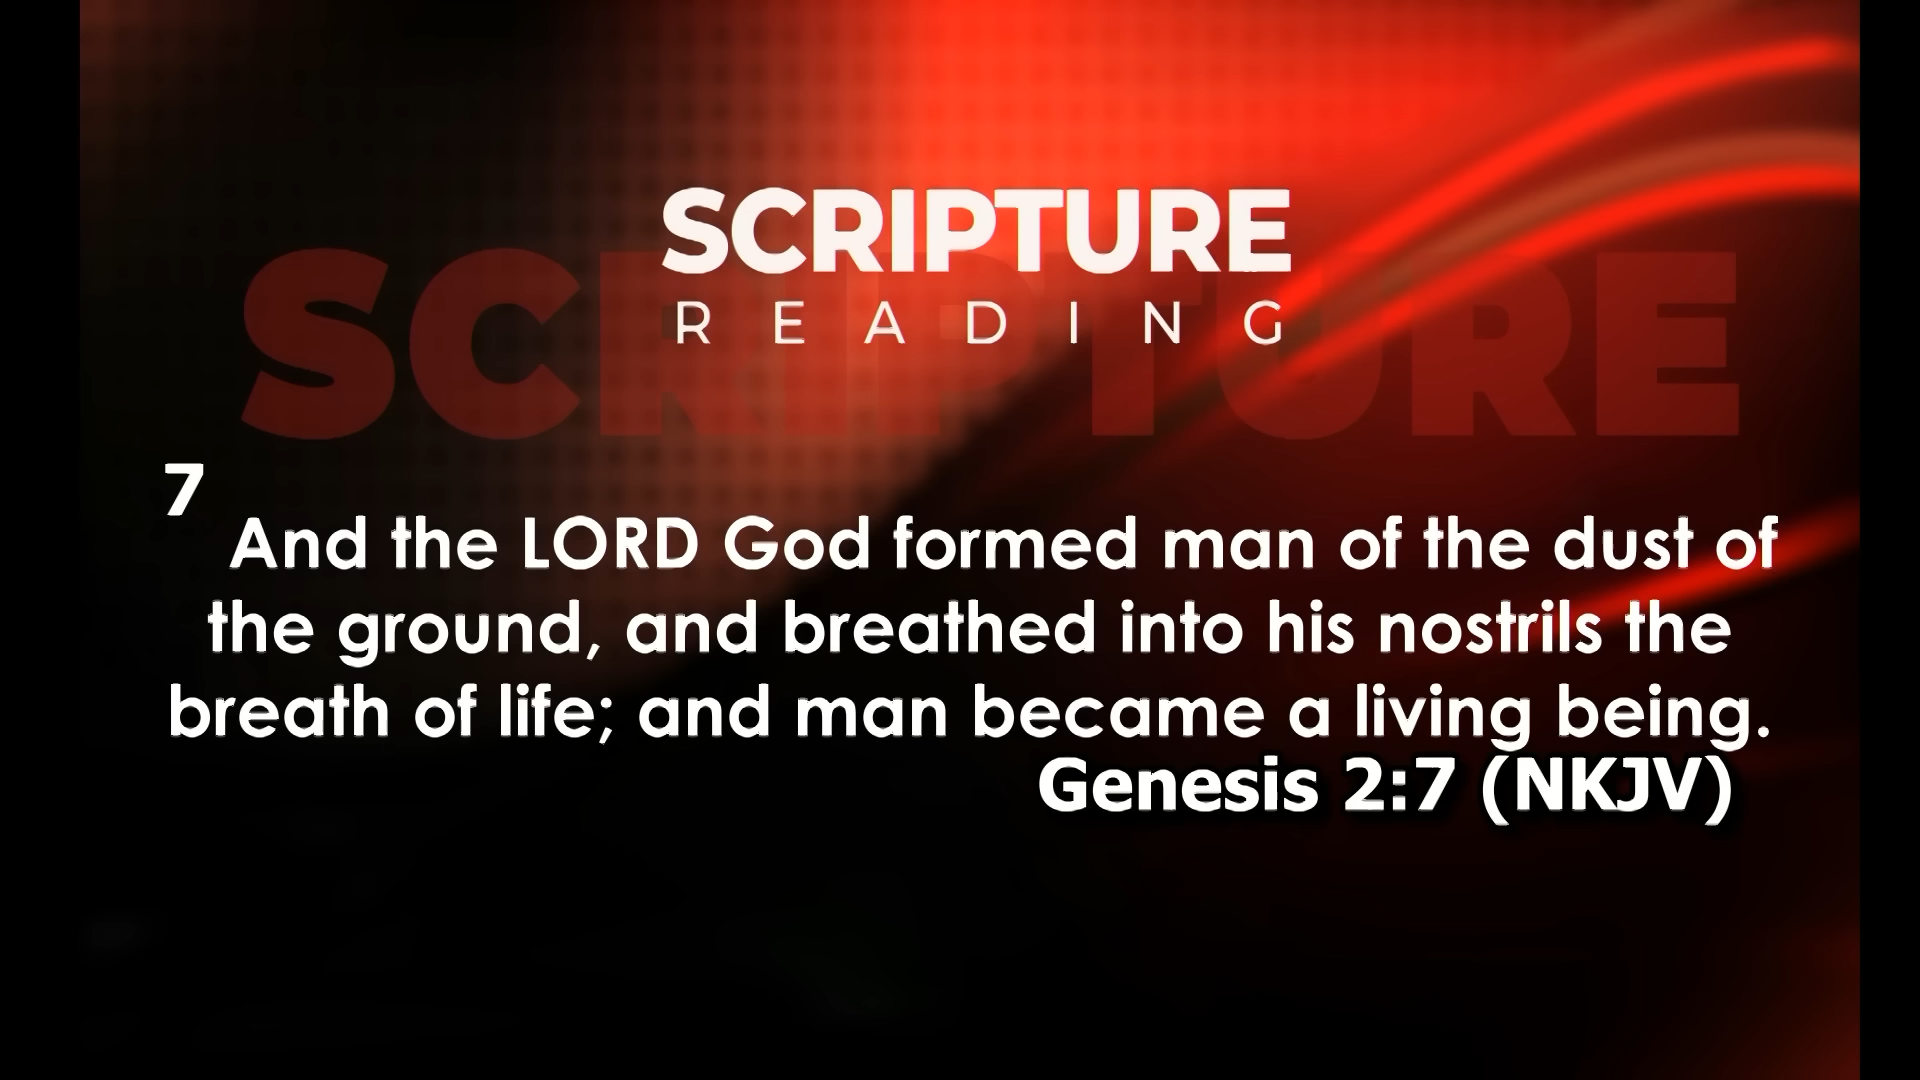 SCRIPTURE
READING
SCRIPTURE
7
And the LORD God formed man of the dust of
the ground, and breathed into his nostrils the
breath of life; and man became a living being.
Genesis 2:7 (NKJV)